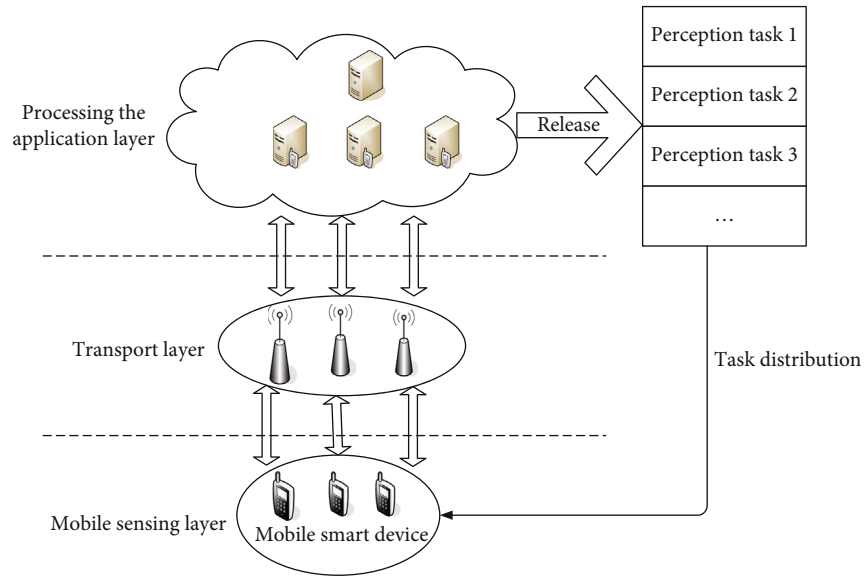 Perception task 1
Processing the
application layer
Perception task 2
Release
Perception task 3
...
Transport layer
Task distribution
Mobile sensing layer
Mobile smart device